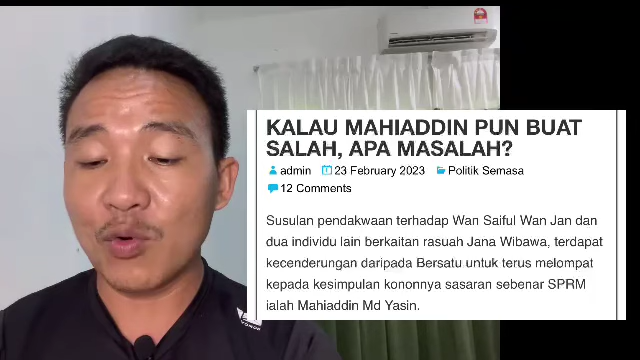 KALAU MAHIADDIN PUN BUAT
SALAH, APA MASALAH?
admin 23 February 2023 Politik Semasa
12 Comments
Susulan pendakwaan terhadap Wan Saiful Wan Jan dan
dua individu lain berkaitan rasuah Jana Wibawa, terdapat
kecenderungan daripada Bersatu untuk terus melompat
kepada kesimpulan kononnya sasaran sebenar SPRM
ialah Mahiaddin Md Yasin.